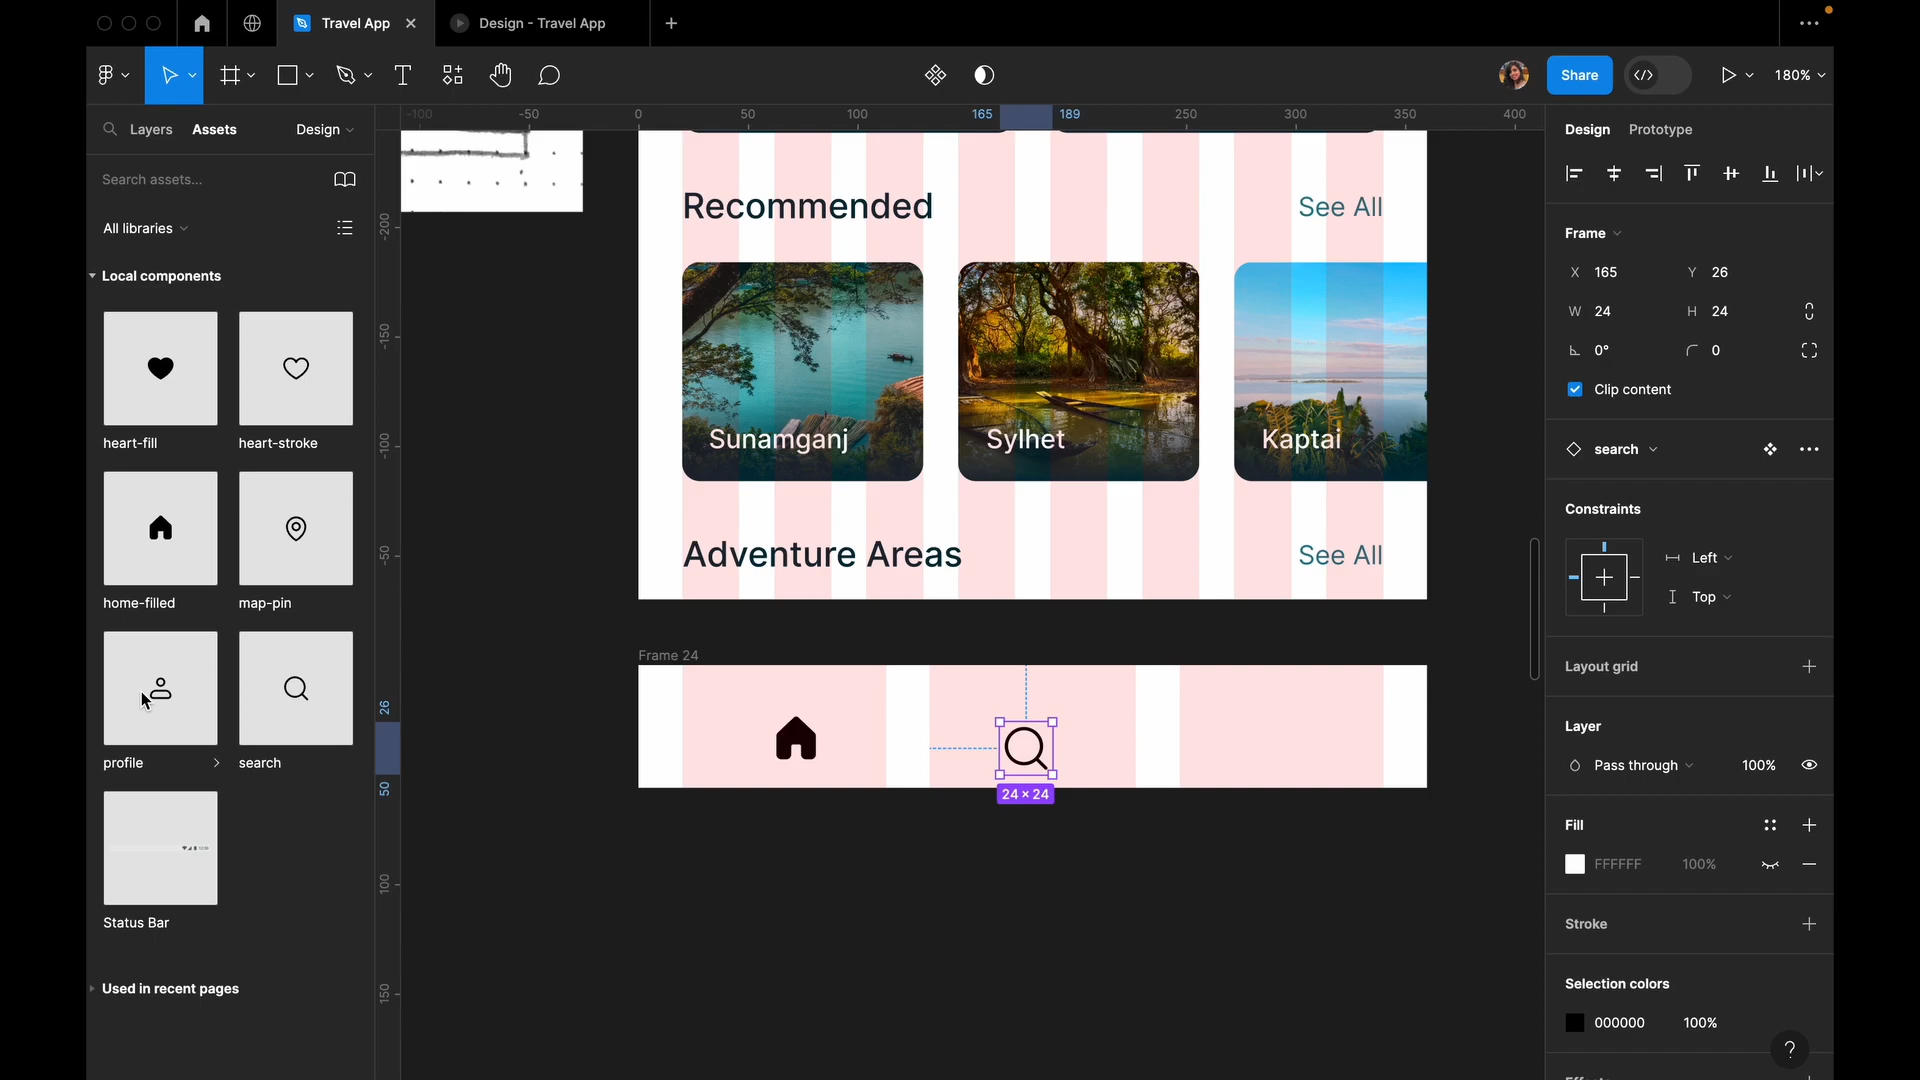 Travel App
Design - Travel App
Share
180%
Layers
Assets
Design
Search assets...
All libraries
Local components
heart-fill
heart-stroke
home-filled
map-pin
profile
search
Status Bar
Used in recent pages
-100
-50
0
50
100
165
189
250
300
350
400
-200
-150
-100
-50
26
50
100
150
Recommended
See All
Sunamganj
Sylhet
Kaptai
Adventure Areas
See All
Frame 24
24 × 24
Design
Prototype
Frame
X 165
Y 26
W 24
H 24
0°
0
Clip content
search
Constraints
Left
Top
Layout grid
Layer
Pass through
100%
Fill
FFFFFF
100%
Stroke
Selection colors
000000
100%
?
Effects